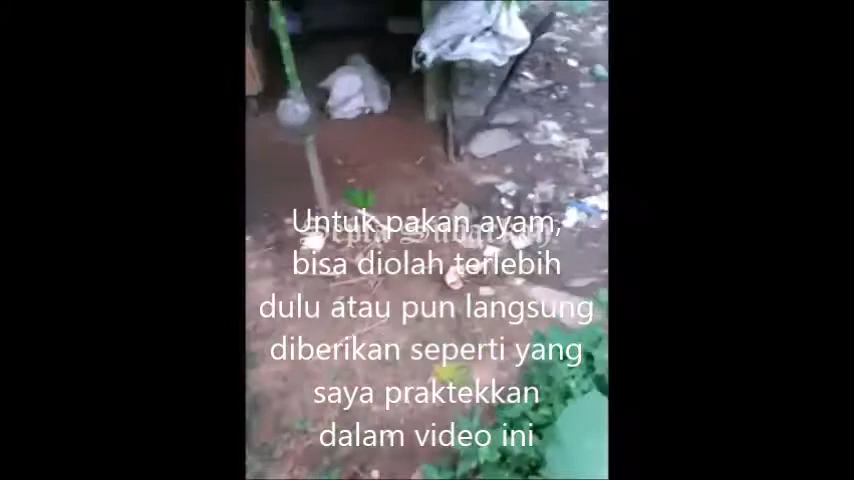 Untuk pakan ayam,
bisa diolah terlebih
dulu atau pun langsung
diberikan seperti yang
saya praktekkan
dalam video ini